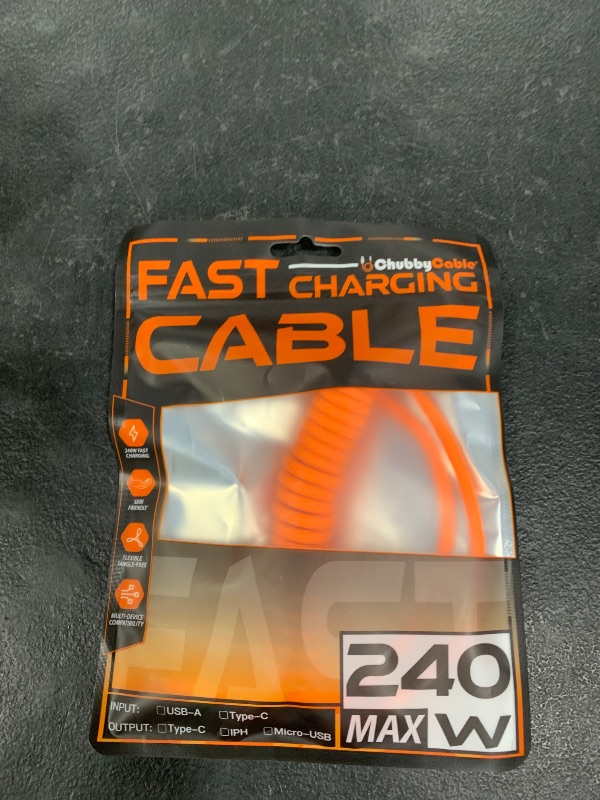 ChubbyCable
FAST CHARGING
CABLE
240W FAST
CHARGING
SKIN
FRIENDLY
FLEXIBLE
TANGLE-FREE
MULTI-DEVICE
COMPATIBILITY
FAST
240
MAX W
INPUT: □USB-A □Type-C
OUTPUT: □Type-C □IPH □Micro-USB